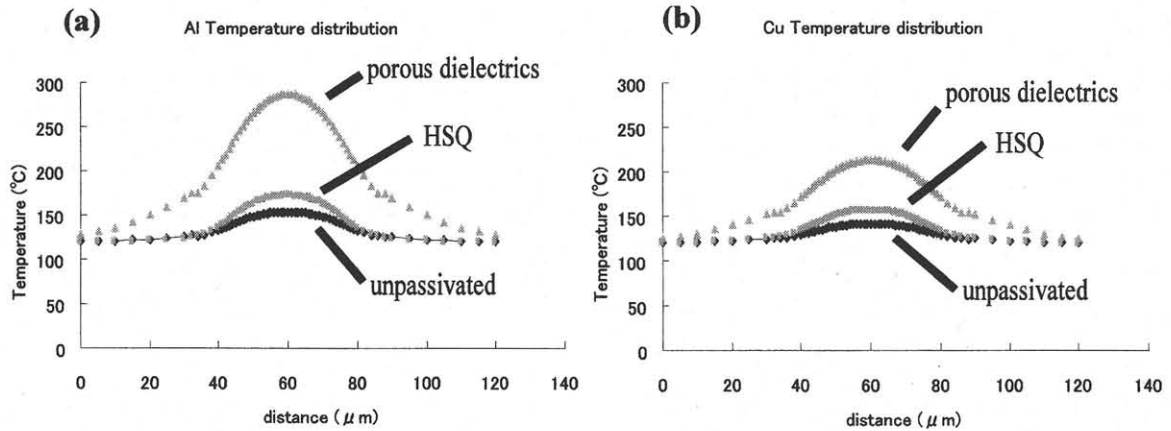 (a)
Al Temperature distribution
porous dielectrics
HSQ
unpassivated
Temperature (℃)
300
250
200
150
100
50
0
0 20 40 60 80 100 120 140
distance ( μ m)
(b)
Cu Temperature distribution
porous dielectrics
HSQ
unpassivated
Temperature (℃)
300
250
200
150
100
50
0
0 20 40 60 80 100 120 140
distance ( μ m)